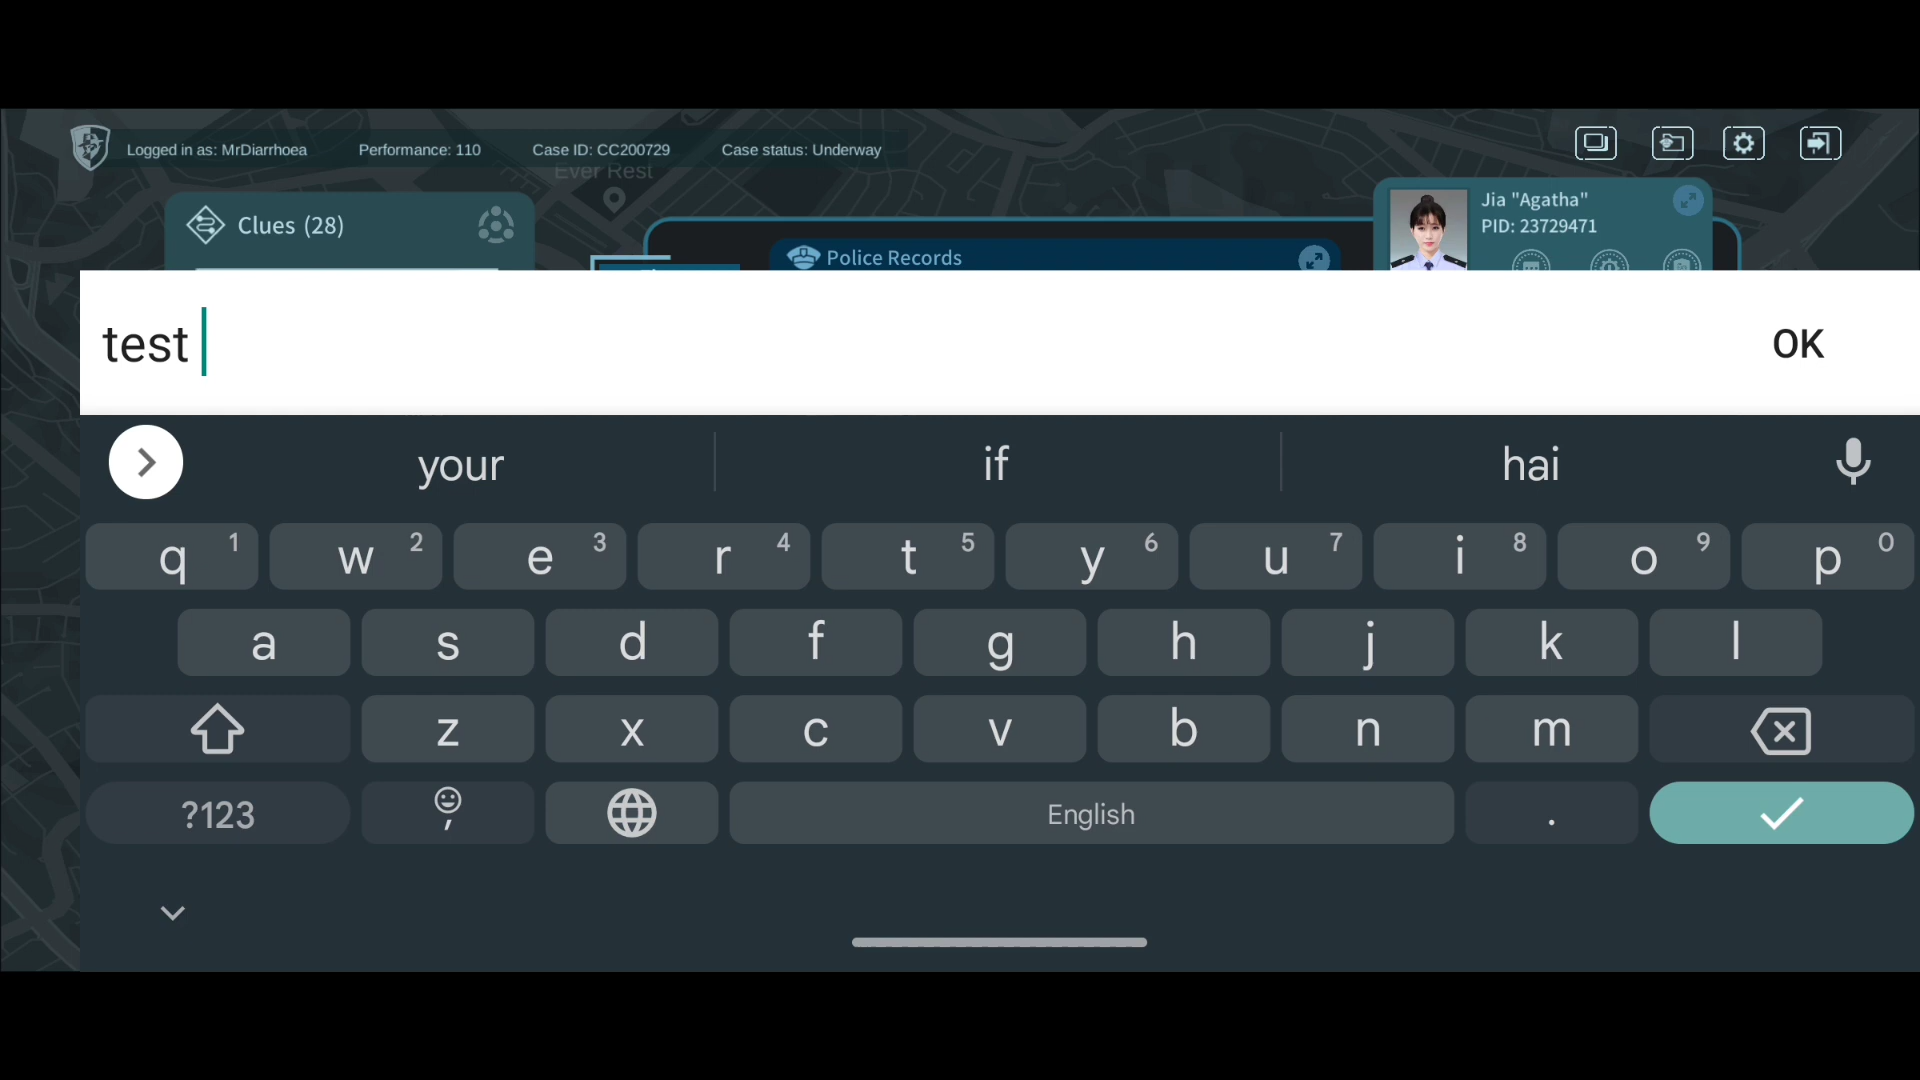 Logged in as: MrDiarrhoea Performance: 110 Case ID: CC200729 Case status: Underway
Ever Rest
Clues (28)
Police Records
Jia "Agatha"
PID: 23729471
test
OK
your if hai
q 1 w 2 e 3 r 4 t 5 y 6 u 7 i 8 o 9 p 0
a s d f g h j k l
z x c v b n m
?123 , English .